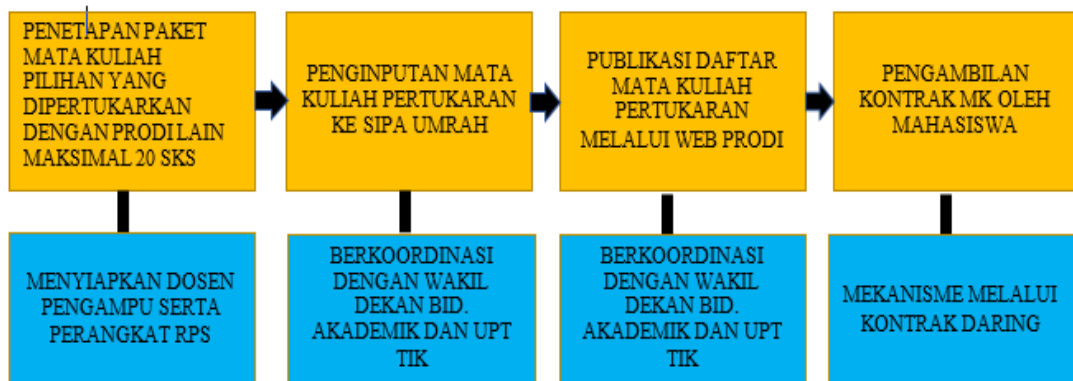 PENETAPAN PAKET
MATA KULIAH
PILIHAN YANG
DIPERTUKARKAN
DENGAN PRODI LAIN
MAKSIMAL 20 SKS
PENGINPUTAN MATA
KULIAH PERTUKARAN
KE SIPA UMRAH
PUBLIKASI DAFTAR
MATA KULIAH
PERTUKARAN
MELALUI WEB PRODI
PENGAMBILAN
KONTRAK MK OLEH
MAHASISWA
MENYIAPKAN DOSEN
PENGAMPU SERTA
PERANGKAT RPS
BERKOORDINASI
DENGAN WAKIL
DEKAN BID.
AKADEMIK DAN UPT
TIK
BERKOORDINASI
DENGAN WAKIL
DEKAN BID.
AKADEMIK DAN UPT
TIK
MEKANISME MELALUI
KONTRAK DARING